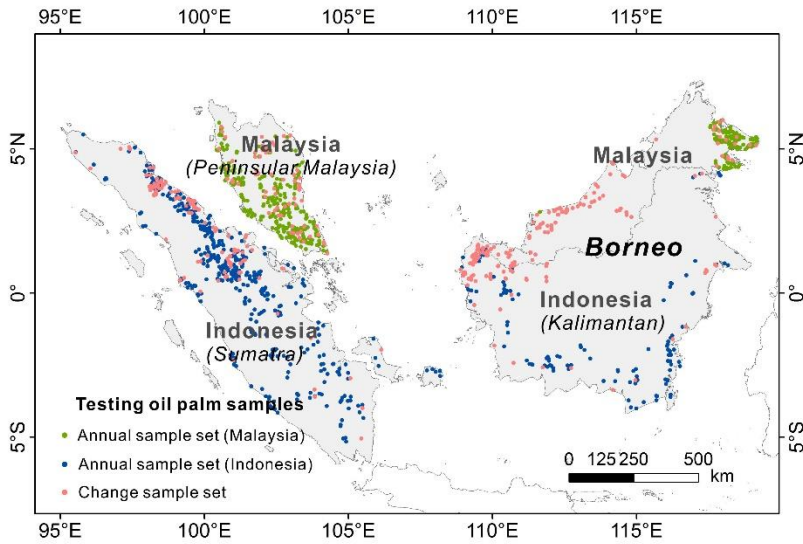 95°E 100°E 105°E 110°E 115°E
5°N 5°N
Malaysia
(Peninsular Malaysia)
Malaysia
Borneo
0° 0°
Indonesia
(Kalimantan)
Indonesia
(Sumatra)
Testing oil palm samples
Annual sample set (Malaysia)
Annual sample set (Indonesia)
Change sample set
5°S 5°S
0 125 250 500
km
95°E 100°E 105°E 110°E 115°E